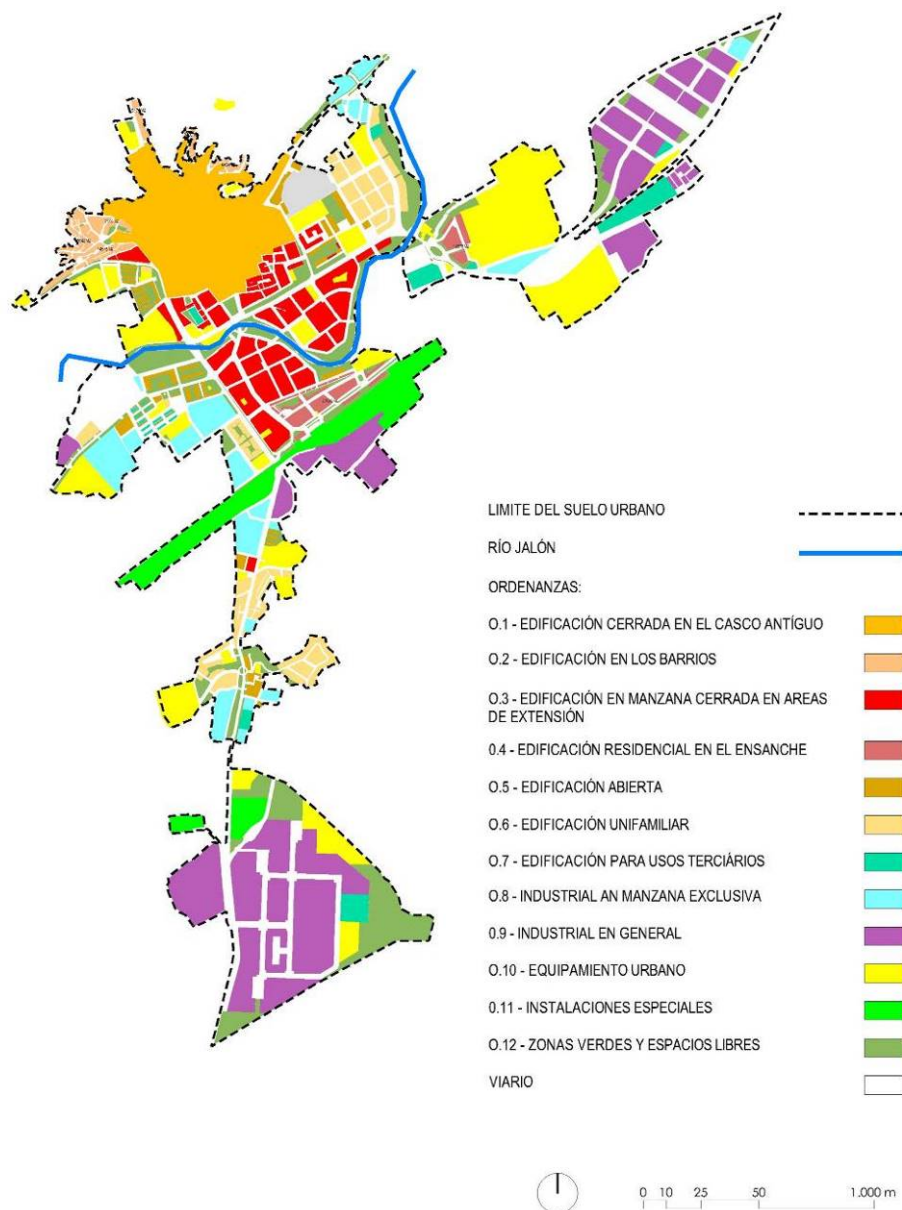 LIMITE DEL SUELO URBANO
RÍO JALÓN
ORDENANZAS:
O.1 - EDIFICACIÓN CERRADA EN EL CASCO ANTÍGUO
O.2 - EDIFICACIÓN EN LOS BARRIOS
O.3 - EDIFICACIÓN EN MANZANA CERRADA EN AREAS
DE EXTENSIÓN
0.4 - EDIFICACIÓN RESIDENCIAL EN EL ENSANCHE
O.5 - EDIFICACIÓN ABIERTA
O.6 - EDIFICACIÓN UNIFAMILIAR
O.7 - EDIFICACIÓN PARA USOS TERCIÁRIOS
O.8 - INDUSTRIAL AN MANZANA EXCLUSIVA
0.9 - INDUSTRIAL EN GENERAL
O.10 - EQUIPAMIENTO URBANO
0.11 - INSTALACIONES ESPECIALES
O.12 - ZONAS VERDES Y ESPACIOS LIBRES
VIARIO
0 10 25 50 1.000 m